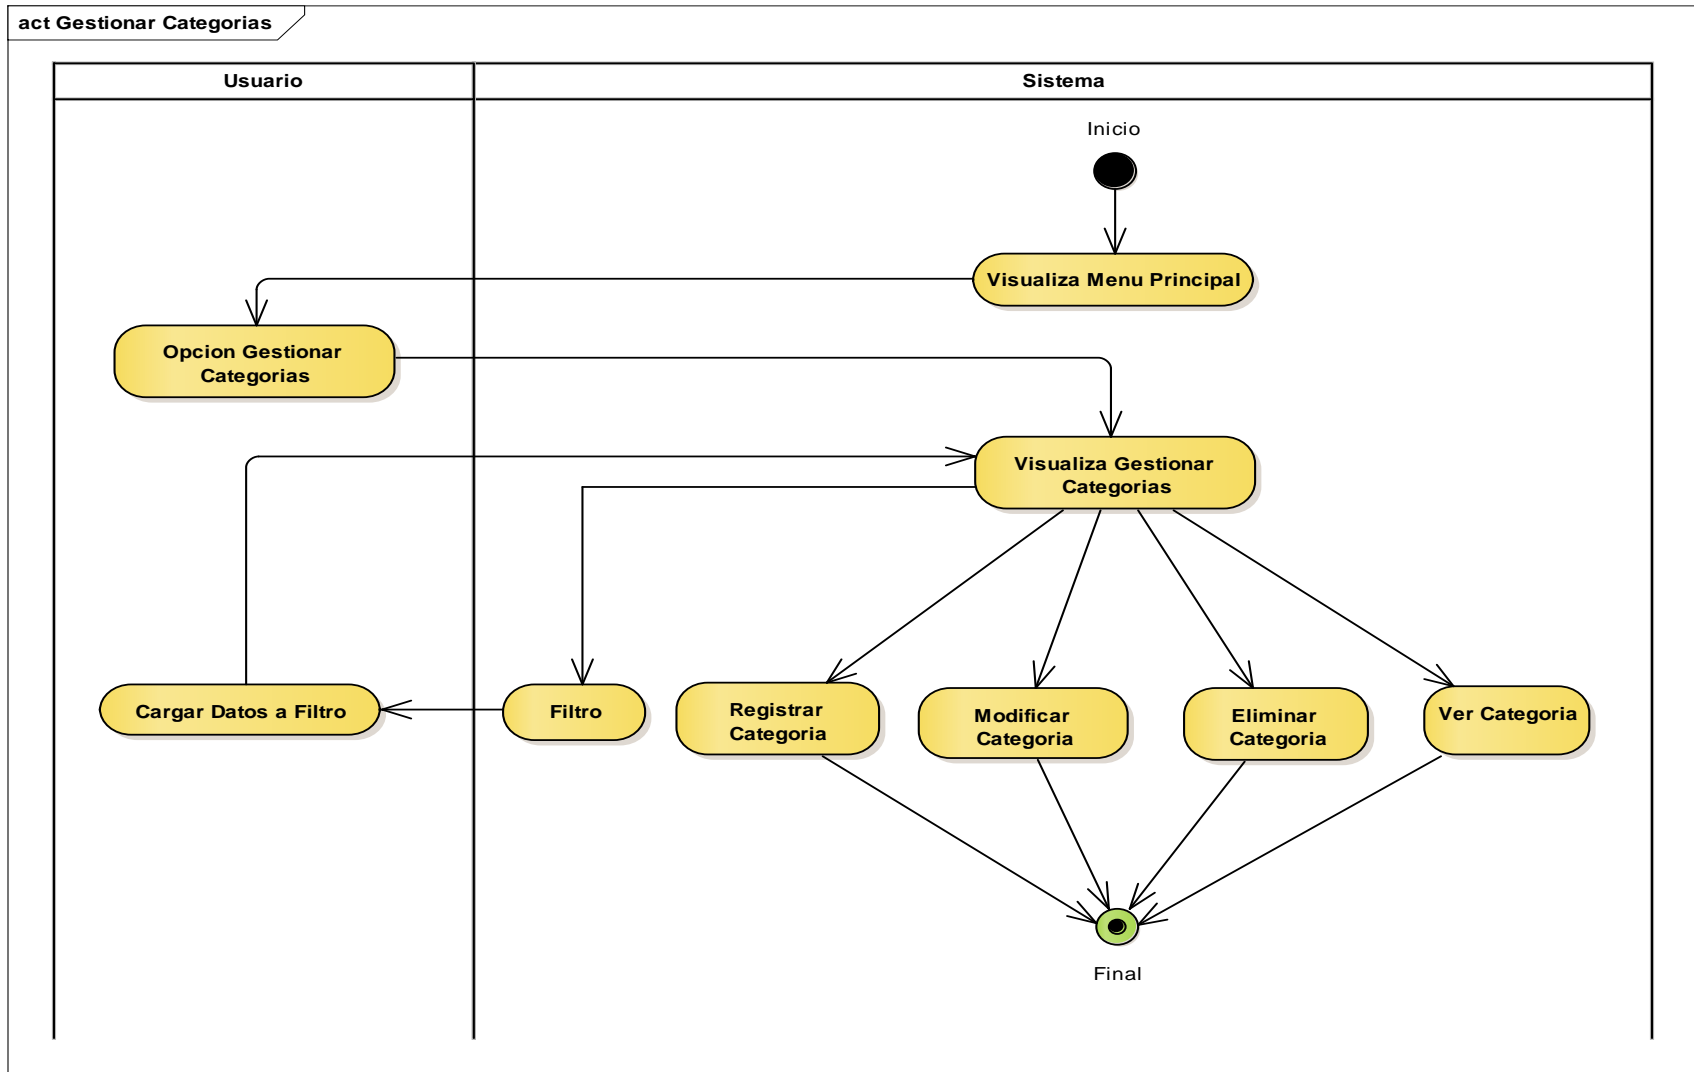 act Gestionar Categorias
Usuario
Sistema
Inicio
Visualiza Menu Principal
Opcion Gestionar
Categorias
Visualiza Gestionar
Categorias
Cargar Datos a Filtro
Filtro
Registrar
Categoria
Modificar
Categoria
Eliminar
Categoria
Ver Categoria
Final